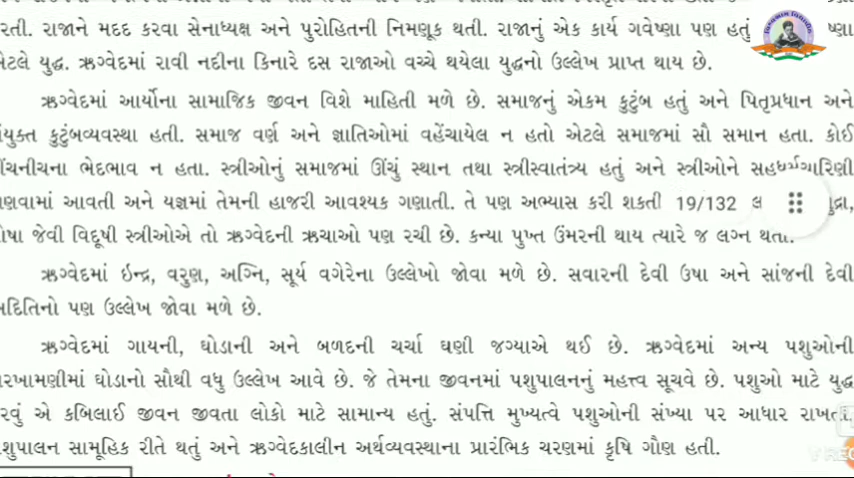 રતી. રાજાને મદદ કરવા સેનાધ્યક્ષ અને પુરોહિતની નિમણૂક થતી. રાજાનું એક કાર્ય ગવેષ્ણા પણ હતું ષ્ણા
એટલે યુદ્ધ. ઋગ્વેદમાં રાવી નદીના કિનારે દસ રાજાઓ વચ્ચે થયેલા યુદ્ધનો ઉલ્લેખ પ્રાપ્ત થાય છે.
ઋગ્વેદમાં આર્યોના સામાજિક જીવન વિશે માહિતી મળે છે. સમાજનું એકમ કુટુંબ હતું અને પિતૃપ્રધાન અને
સંયુક્ત કુટુંબવ્યવસ્થા હતી. સમાજ વર્ણ અને જ્ઞાતિઓમાં વહેંચાયેલ ન હતો એટલે સમાજમાં સૌ સમાન હતા. કોઈ
ઊંચનીચના ભેદભાવ ન હતા. સ્ત્રીઓનું સમાજમાં ઊંચું સ્થાન તથા સ્ત્રીસ્વાતંત્ર્ય હતું અને સ્ત્રીઓને સહધર્મચારિણી
ગણવામાં આવતી અને યજ્ઞમાં તેમની હાજરી આવશ્યક ગણાતી. તે પણ અભ્યાસ કરી શકતી 19/132 લ મુદ્રા,
ઘોષા જેવી વિદૂષી સ્ત્રીઓએ તો ઋગ્વેદની ઋચાઓ પણ રચી છે. કન્યા પુખ્ત ઉંમરની થાય ત્યારે જ લગ્ન થતાં.
ઋગ્વેદમાં ઇન્દ્ર, વરુણ, અગ્નિ, સૂર્ય વગેરેના ઉલ્લેખો જોવા મળે છે. સવારની દેવી ઉષા અને સાંજની દેવી
અદિતિનો પણ ઉલ્લેખ જોવા મળે છે.
ઋગ્વેદમાં ગાયની, ઘોડાની અને બળદની ચર્ચા ઘણી જગ્યાએ થઈ છે. ઋગ્વેદમાં અન્ય પશુઓની
સરખામણીમાં ઘોડાનો સૌથી વધુ ઉલ્લેખ આવે છે. જે તેમના જીવનમાં પશુપાલનનું મહત્ત્વ સૂચવે છે. પશુઓ માટે યુદ્ધ
કરવું એ કબિલાઈ જીવન જીવતા લોકો માટે સામાન્ય હતું. સંપત્તિ મુખ્યત્વે પશુઓની સંખ્યા પર આધાર રાખતી.
પશુપાલન સામૂહિક રીતે થતું અને ઋગ્વેદકાલીન અર્થવ્યવસ્થાના પ્રારંભિક ચરણમાં કૃષિ ગૌણ હતી.